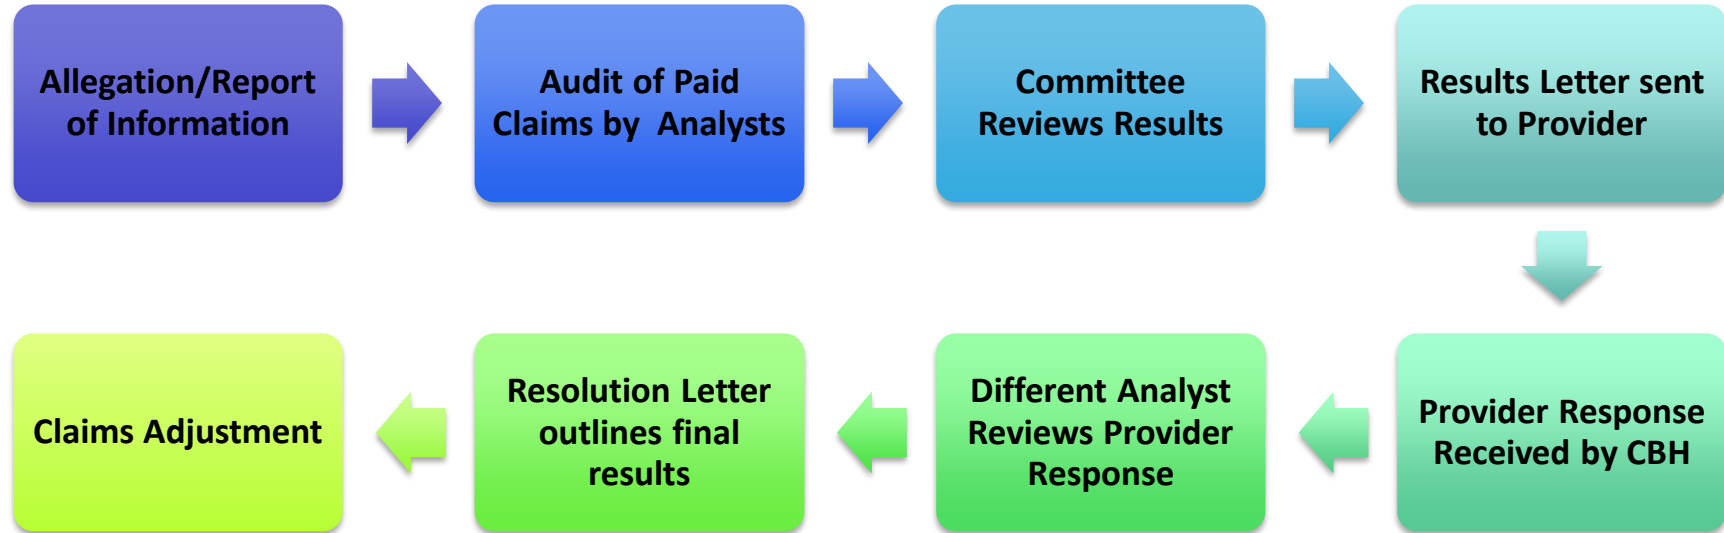 Allegation/Report
of Information
Audit of Paid
Claims by  Analysts
Committee
Reviews Results
Results Letter sent
to Provider
Provider Response
Received by CBH
Different Analyst
Reviews Provider
Response
Resolution Letter
outlines final
results
Claims Adjustment